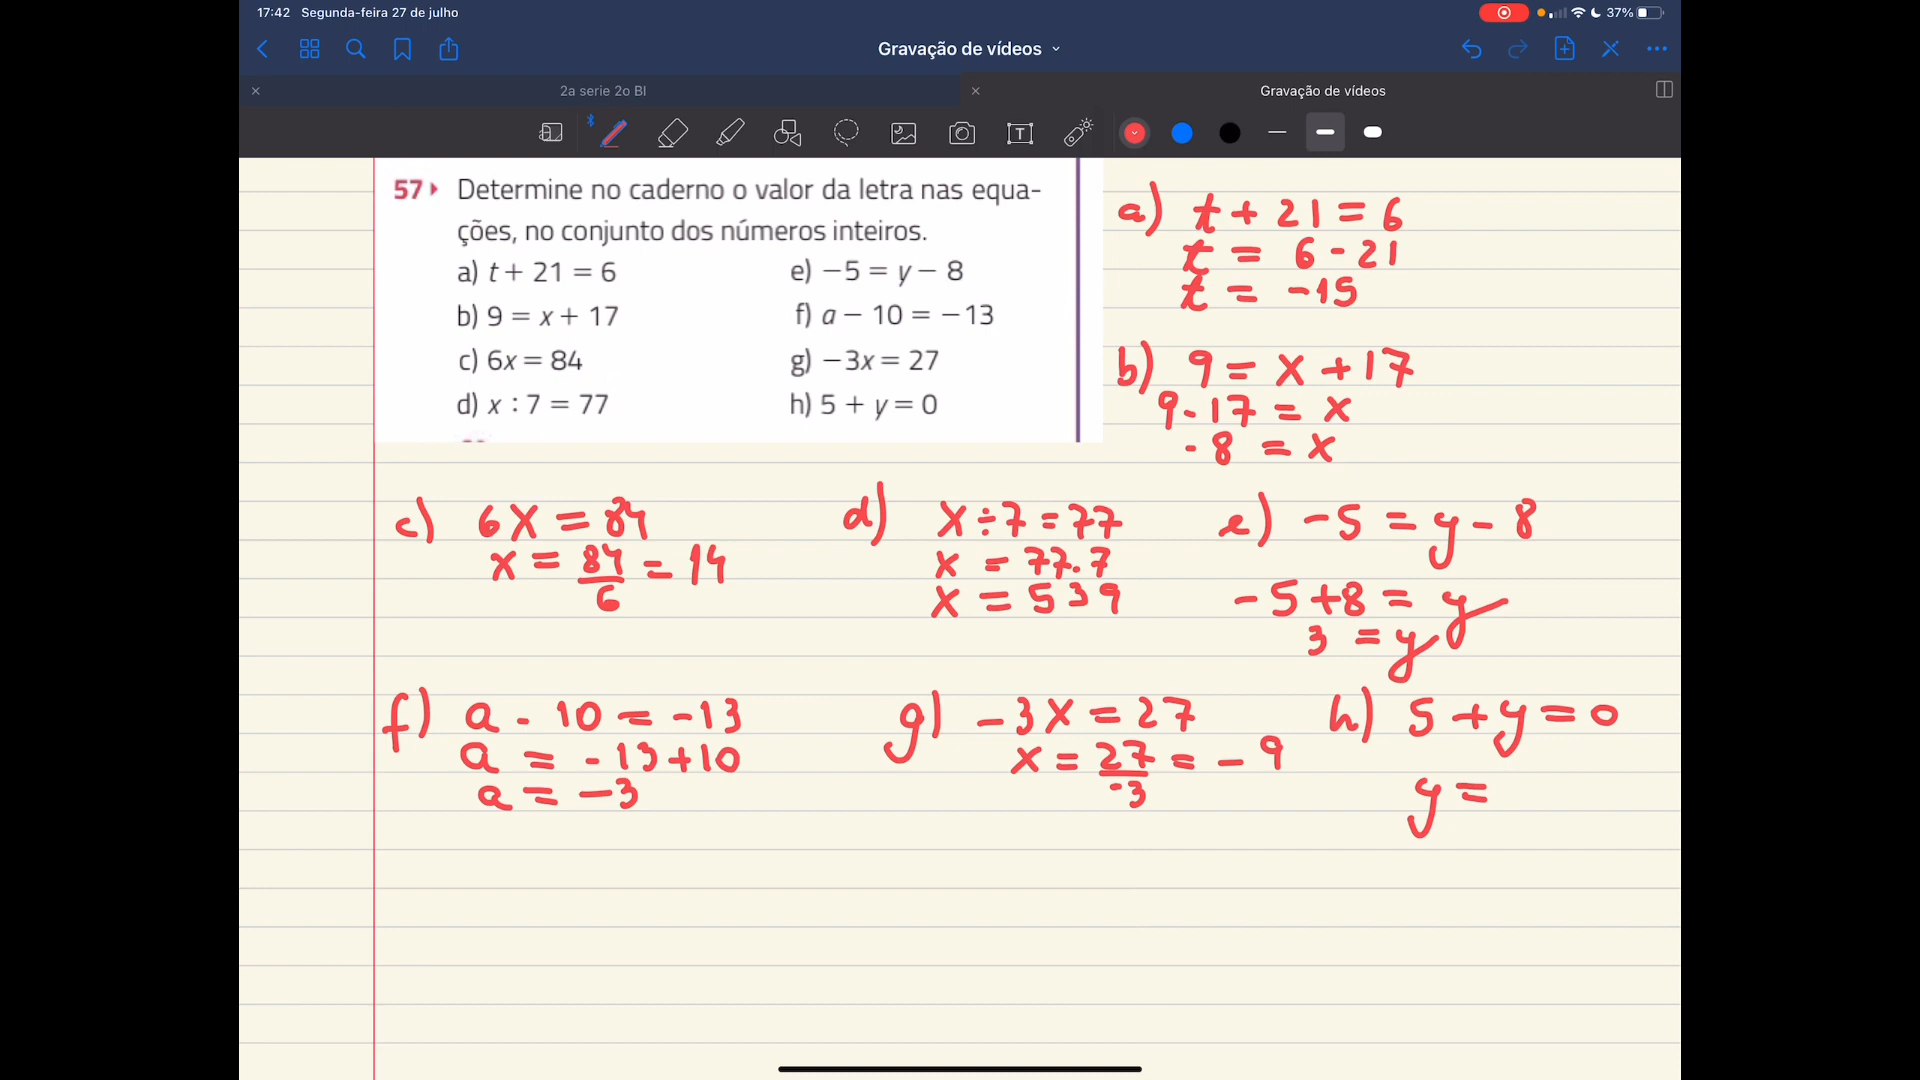 17:42 Segunda-feira 27 de julho
37%
Gravação de vídeos
2a serie 2o BI
Gravação de vídeos
57 Determine no caderno o valor da letra nas equa-
ções, no conjunto dos números inteiros.
a) t + 21 = 6
e) −5 = y − 8
b) 9 = x + 17
f) a − 10 = −13
c) 6x = 84
g) −3x = 27
d) x : 7 = 77
h) 5 + y = 0
a) t + 21 = 6
t = 6 - 21
t = -15
b) 9 = x + 17
9 - 17 = x
- 8 = x
c) 6x = 84
x = 84/6 = 14
d) x ÷ 7 = 77
x = 77.7
x = 539
e) -5 = y - 8
-5 + 8 = y
3 = y
f) a - 10 = -13
a = -13 + 10
a = -3
g) -3x = 27
x = 27/-3 = -9
h) 5 + y = 0
y =